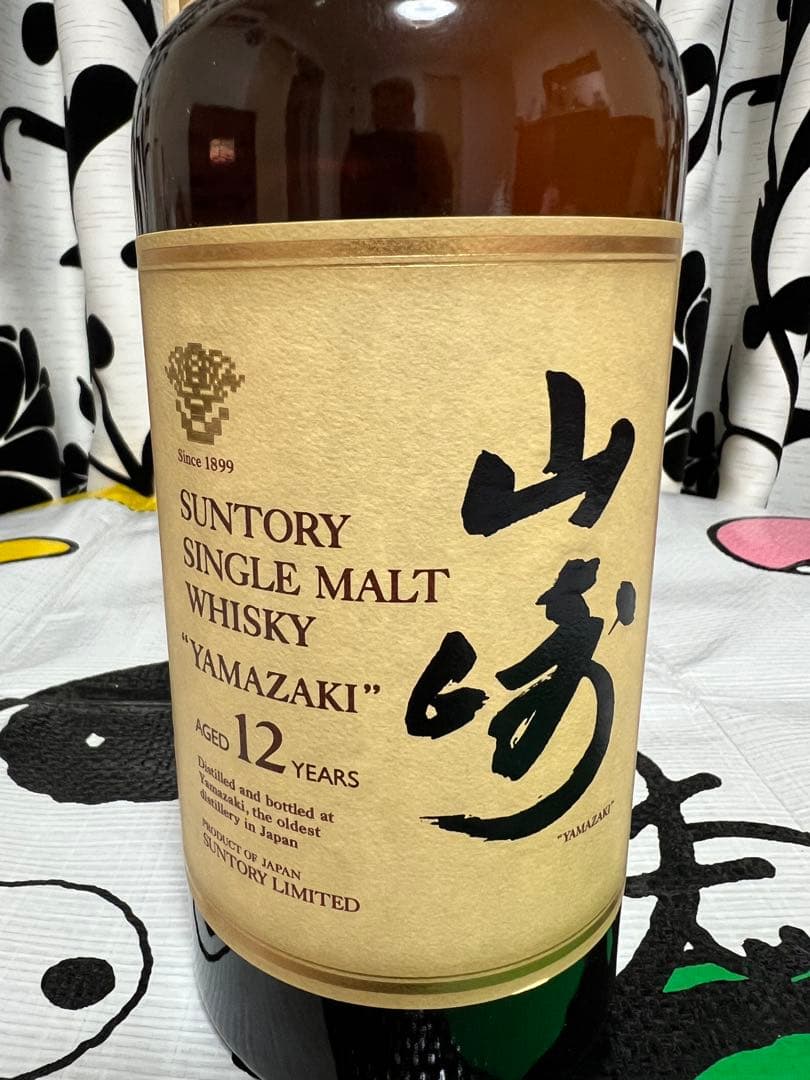 Since 1899
SUNTORY
SINGLE MALT
WHISKY
“YAMAZAKI”
AGED 12 YEARS
Distilled and bottled at
Yamazaki, the oldest
distillery in Japan
PRODUCT OF JAPAN
SUNTORY LIMITED
山崎
“YAMAZAKI”